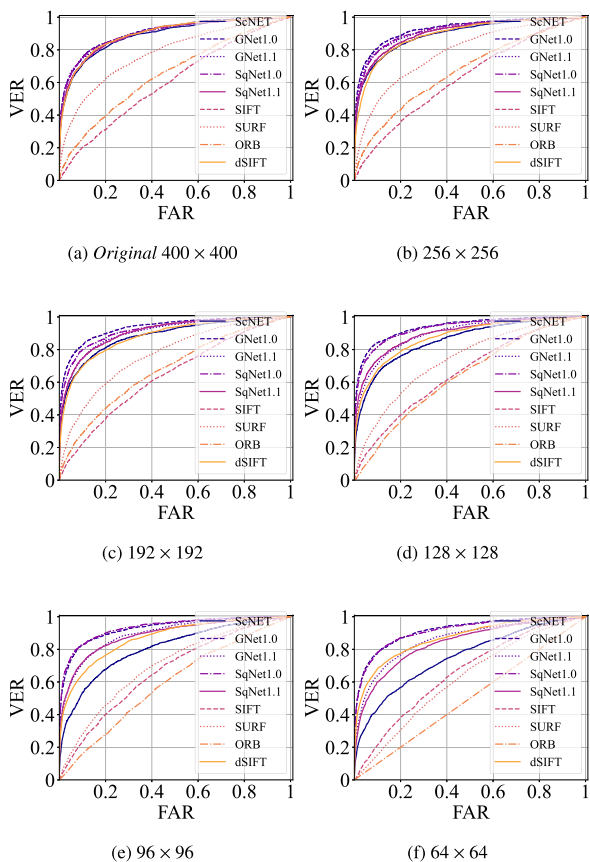 1
0.8
0.6
0.4
0.2
0
VER
0.2 0.4 0.6 0.8 1
FAR
ScNET
GNet1.0
GNet1.1
SqNet1.0
SqNet1.1
SIFT
SURF
ORB
dSIFT
(a) Original 400 × 400
1
0.8
0.6
0.4
0.2
0
VER
0.2 0.4 0.6 0.8 1
FAR
ScNET
GNet1.0
GNet1.1
SqNet1.0
SqNet1.1
SIFT
SURF
ORB
dSIFT
(b) 256 × 256
1
0.8
0.6
0.4
0.2
0
VER
0.2 0.4 0.6 0.8 1
FAR
ScNET
GNet1.0
GNet1.1
SqNet1.0
SqNet1.1
SIFT
SURF
ORB
dSIFT
(c) 192 × 192
1
0.8
0.6
0.4
0.2
0
VER
0.2 0.4 0.6 0.8 1
FAR
ScNET
GNet1.0
GNet1.1
SqNet1.0
SqNet1.1
SIFT
SURF
ORB
dSIFT
(d) 128 × 128
1
0.8
0.6
0.4
0.2
0
VER
0.2 0.4 0.6 0.8 1
FAR
ScNET
GNet1.0
GNet1.1
SqNet1.0
SqNet1.1
SIFT
SURF
ORB
dSIFT
(e) 96 × 96
1
0.8
0.6
0.4
0.2
0
VER
0.2 0.4 0.6 0.8 1
FAR
ScNET
GNet1.0
GNet1.1
SqNet1.0
SqNet1.1
SIFT
SURF
ORB
dSIFT
(f) 64 × 64